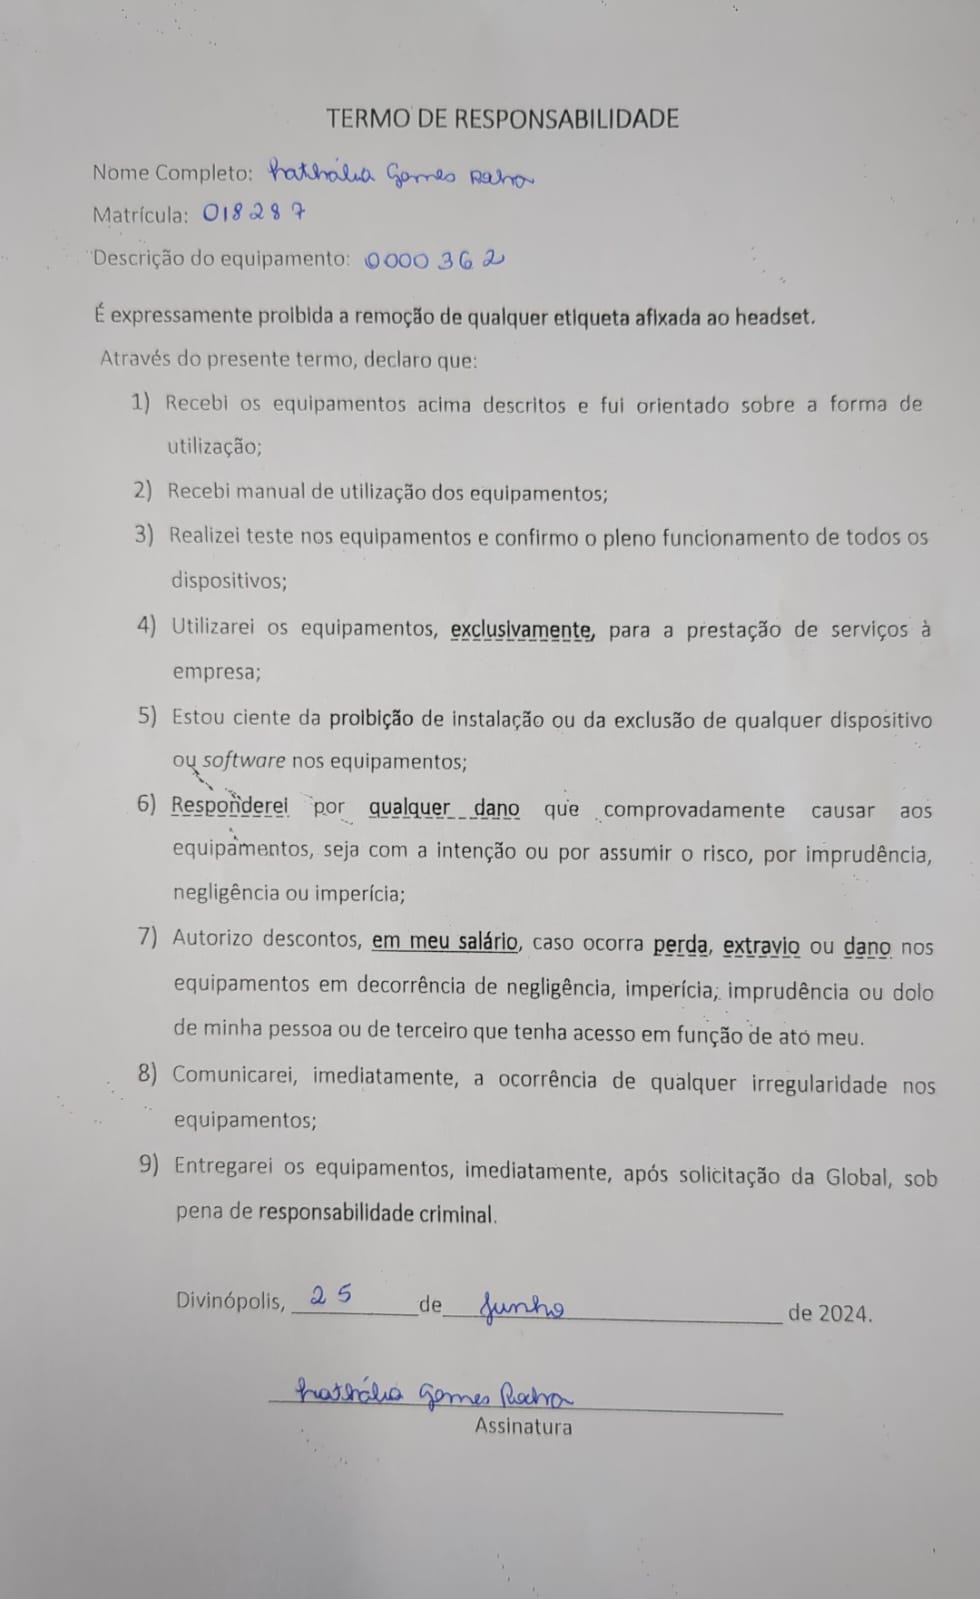 TERMO DE RESPONSABILIDADE
Nome Completo: Nathália Gomes
Matrícula: 018287
Descrição do equipamento: 0000362
É expressamente proibida a remoção de qualquer etiqueta afixada ao headset.
Através do presente termo, declaro que:
1) Recebi os equipamentos acima descritos e fui orientado sobre a forma de
utilização;
2) Recebi manual de utilização dos equipamentos;
3) Realizei teste nos equipamentos e confirmo o pleno funcionamento de todos os
dispositivos;
4) Utilizarei os equipamentos, exclusivamente, para a prestação de serviços à
empresa;
5) Estou ciente da proibição de instalação ou da exclusão de qualquer dispositivo
ou software nos equipamentos;
6) Responderei por qualquer dano que comprovadamente causar aos
equipamentos, seja com a intenção ou por assumir o risco, por imprudência,
negligência ou imperícia;
7) Autorizo descontos, em meu salário, caso ocorra perda, extravio ou dano nos
equipamentos em decorrência de negligência, imperícia, imprudência ou dolo
de minha pessoa ou de terceiro que tenha acesso em função de ato meu.
8) Comunicarei, imediatamente, a ocorrência de qualquer irregularidade nos
equipamentos;
9) Entregarei os equipamentos, imediatamente, após solicitação da Global, sob
pena de responsabilidade criminal.
Divinópolis, 25 de Junho de 2024.
Nathália Gomes
Assinatura